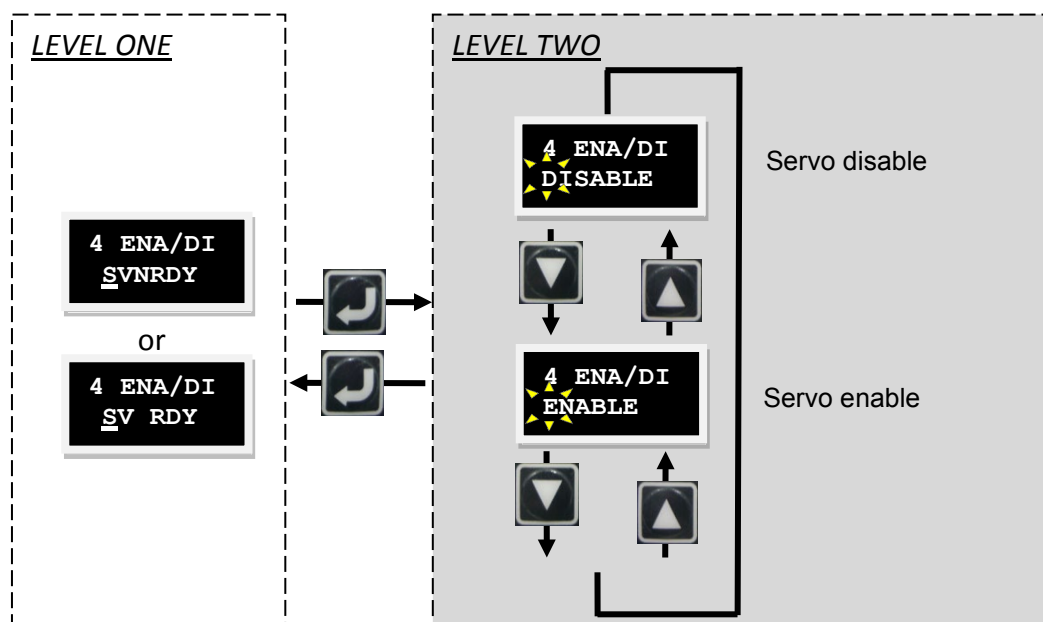 LEVEL ONE
4 ENA/DI
SVNRDY
or
4 ENA/DI
SV RDY
LEVEL TWO
4 ENA/DI
DISABLE
Servo disable
4 ENA/DI
ENABLE
Servo enable